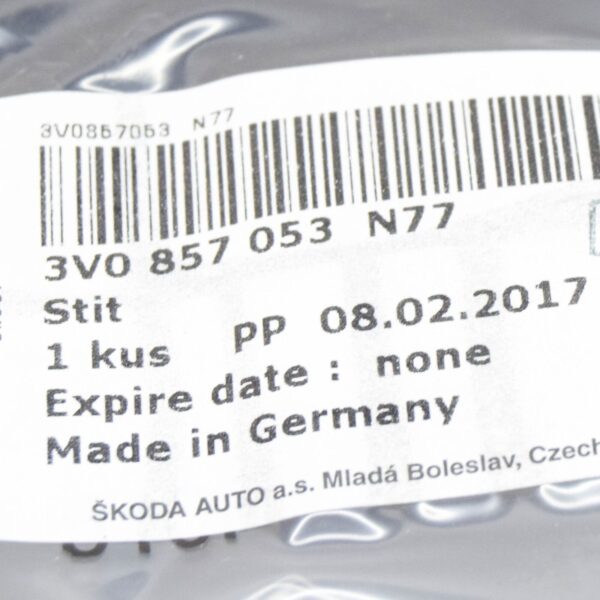 3V0857053 N77
3V0 857 053 N77
Stit
1 kus PP 08.02.2017
Expire date : none
Made in Germany
ŠKODA AUTO a.s. Mladá Boleslav, Czech